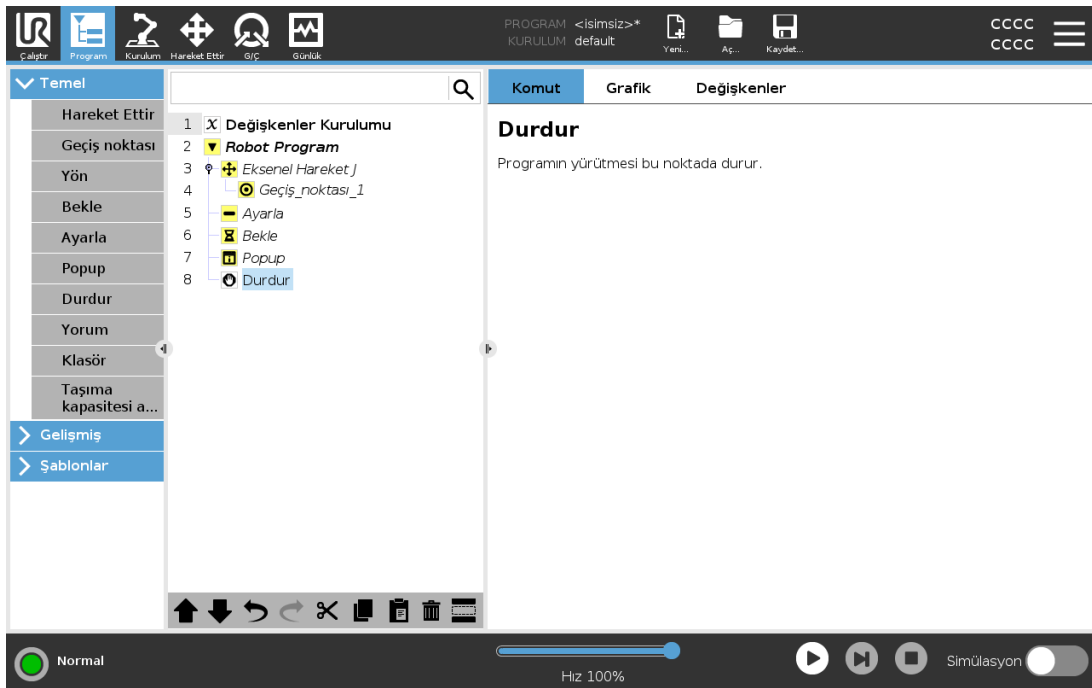 PROGRAM <isimsiz>*
KURULUM default
Çalıştır
Program
Kurulum
Hareket Ettir
G/Ç
Günlük
Yeni...
Aç...
Kaydet...
CCCC
CCCC
Temel
Hareket Ettir
Geçiş noktası
Yön
Bekle
Ayarla
Popup
Durdur
Yorum
Klasör
Taşıma
kapasitesi a...
Gelişmiş
Şablonlar
1 X Değişkenler Kurulumu
2 Robot Program
3 Eksenel Hareket J
4 Geçiş_noktası_1
5 Ayarla
6 Bekle
7 Popup
8 Durdur
Komut
Grafik
Değişkenler
Durdur
Programın yürütmesi bu noktada durur.
Normal
Hız 100%
Simülasyon